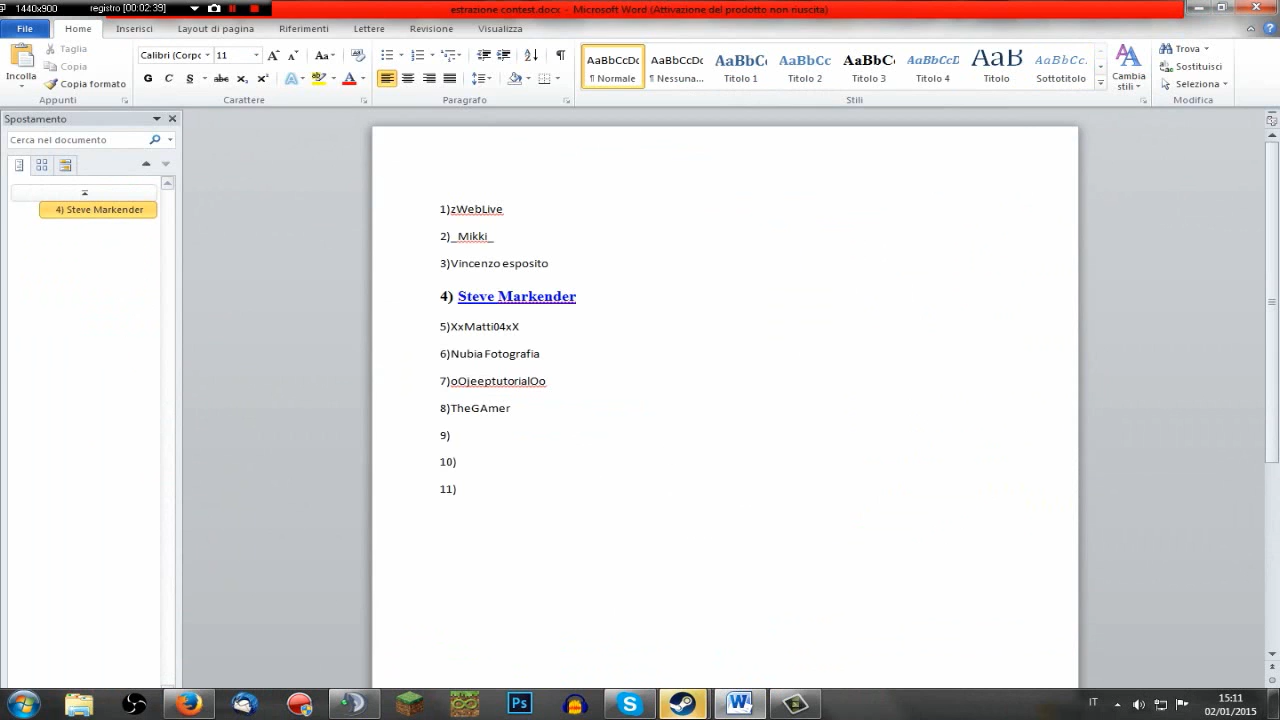 1440x900 registro [00:02:39]
estrazione contest.docx - Microsoft Word (Attivazione del prodotto non riuscita)
File Home Inserisci Layout di pagina Riferimenti Lettere Revisione Visualizza
Incolla
Taglia
Copia
Copia formato
Appunti
Calibri (Corpo 11
G C S abc
Carattere
Paragrafo
AaBbCcDc AaBbCcDc AaBbC AaBbCc AaBbCc AaBbCcD AaB AaBbCc.
¶ Normale ¶ Nessuna... Titolo 1 Titolo 2 Titolo 3 Titolo 4 Titolo Sottotitolo
Stili
Cambia
stili
Trova
Sostituisci
Seleziona
Modifica
Spostamento
Cerca nel documento
4) Steve Markender
1)zWebLive
2)_Mikki_
3)Vincenzo esposito
4) Steve Markender
5)XxMatti04xX
6)Nubia Fotografia
7)oOjeeptutorialOo
8)TheGAmer
9)
10)
11)
Ps
IT
15:11
02/01/2015